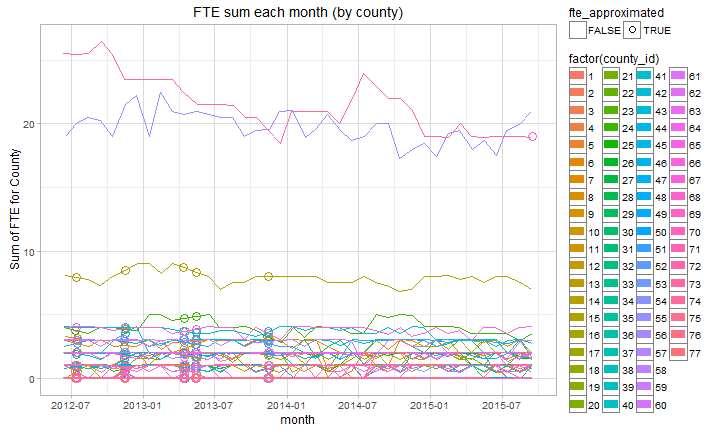 FTE sum each month (by county)
Sum of FTE for County
20
10
0
2012-07 2013-01 2013-07 2014-01 2014-07 2015-01 2015-07
month
fte_approximated
FALSE TRUE
factor(county_id)
1 21 41 61
2 22 42 62
3 23 43 63
4 24 44 64
5 25 45 65
6 26 46 66
7 27 47 67
8 28 48 68
9 29 49 69
10 30 50 70
11 31 51 71
12 32 52 72
13 33 53 73
14 34 54 74
15 35 55 75
16 36 56 76
17 37 57 77
18 38 58
19 39 59
20 40 60